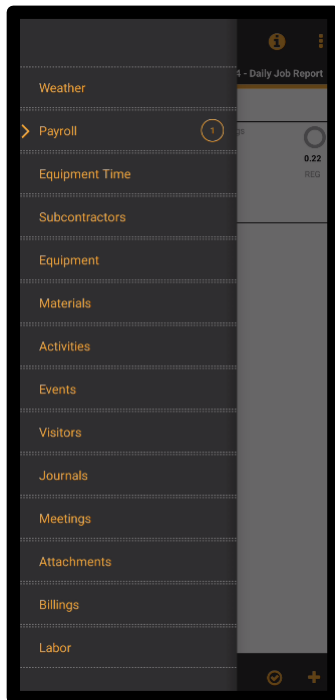 4 - Daily Job Report
Weather
Payroll 1
gs
0.22
Equipment Time
REG
Subcontractors
Equipment
Materials
Activities
Events
Visitors
Journals
Meetings
Attachments
Billings
Labor